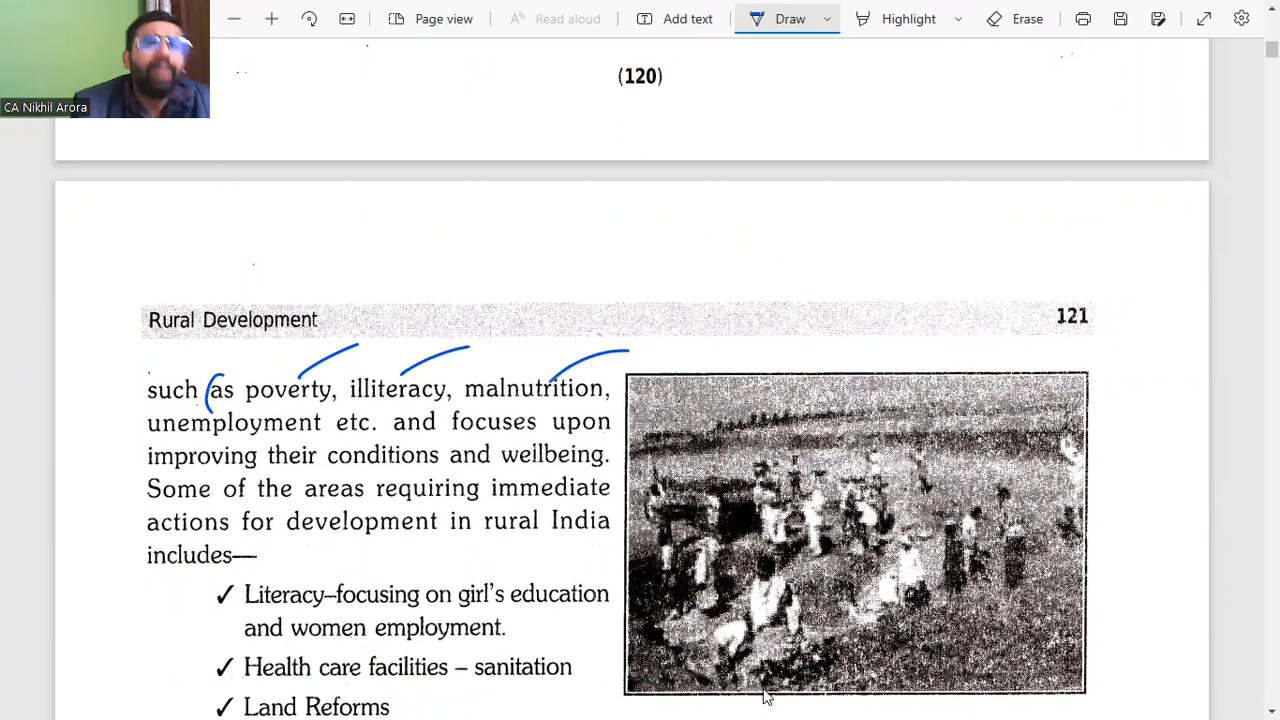 Page view
Read aloud
Add text
Draw
Highlight
Erase
CA Nikhil Arora
(120)
Rural Development 121
such as poverty, illiteracy, malnutrition,
unemployment etc. and focuses upon
improving their conditions and wellbeing.
Some of the areas requiring immediate
actions for development in rural India
includes—
✓ Literacy–focusing on girl's education
and women employment.
✓ Health care facilities – sanitation
✓ Land Reforms